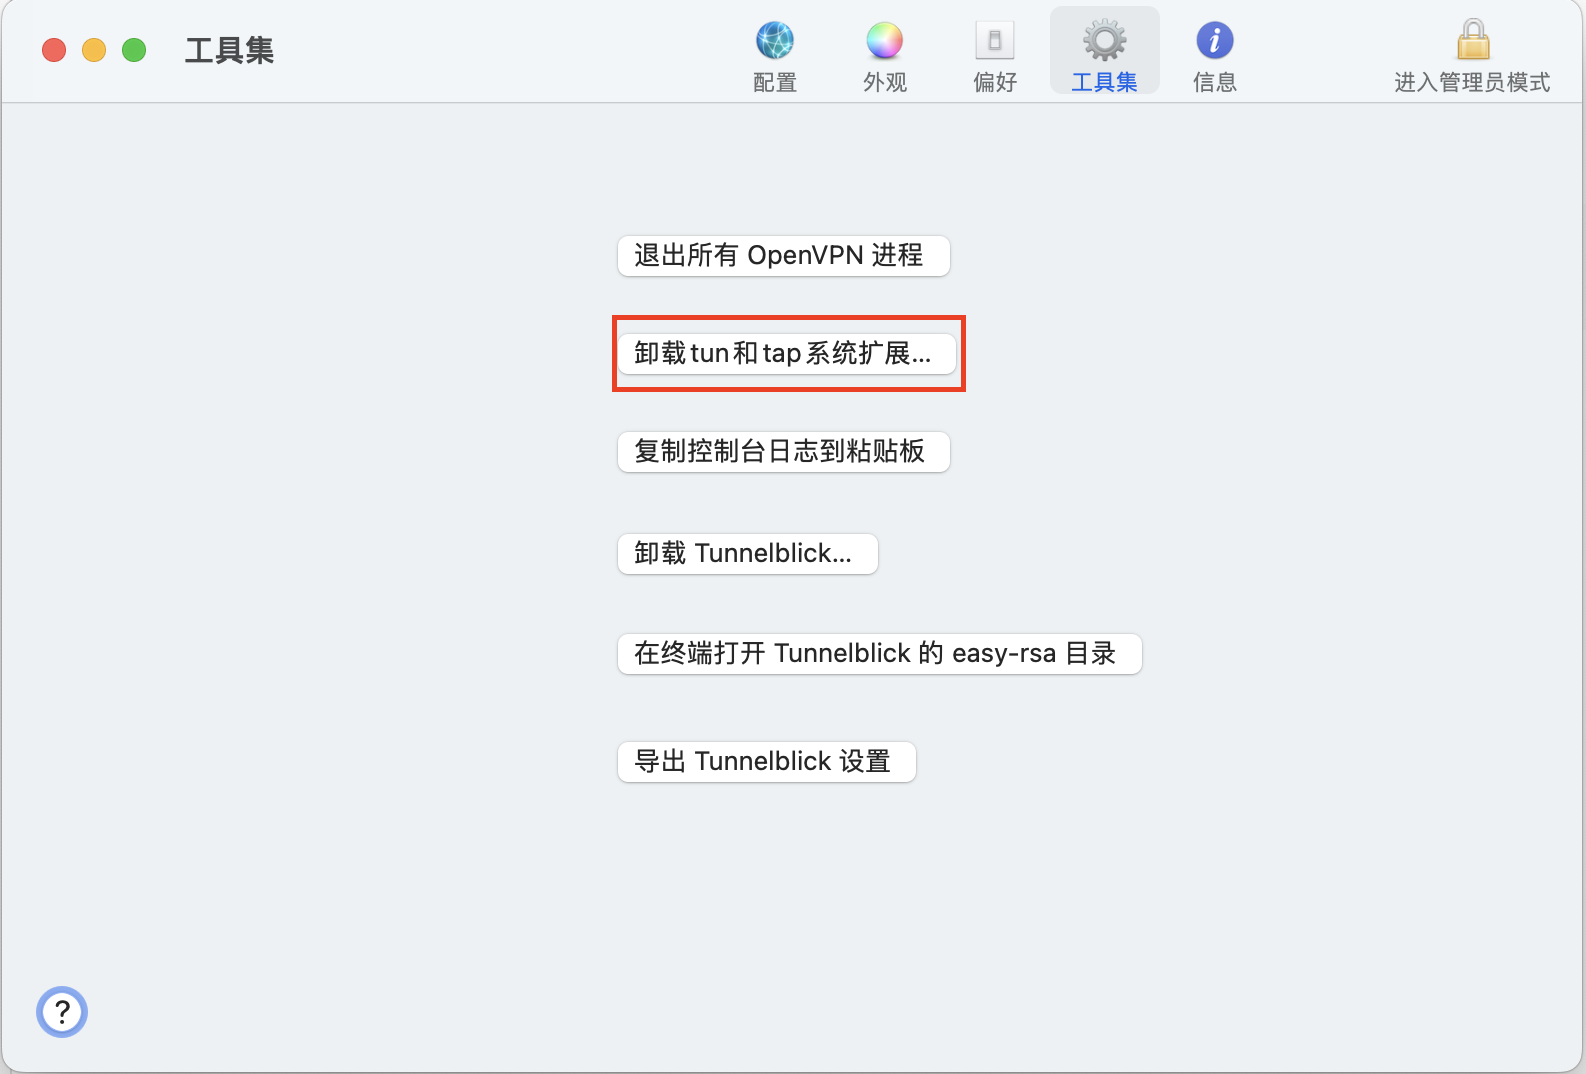 工具集
配置
外观
偏好
工具集
信息
进入管理员模式
退出所有 OpenVPN 进程
卸载tun和tap系统扩展...
复制控制台日志到粘贴板
卸载 Tunnelblick...
在终端打开 Tunnelblick 的 easy-rsa 目录
导出 Tunnelblick 设置
?